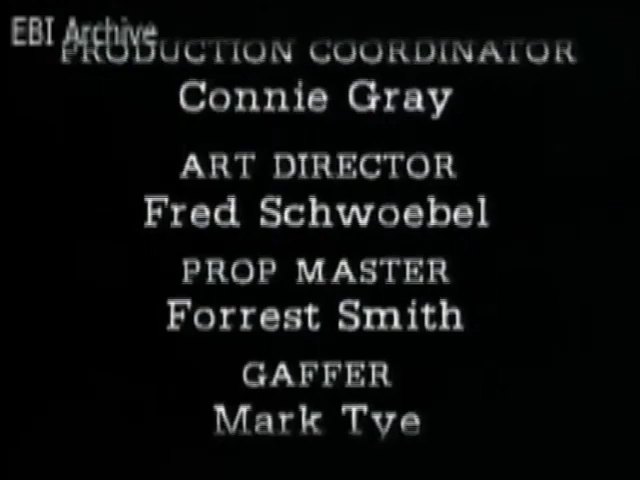 EBI Archive
PRODUCTION COORDINATOR
Connie Gray
ART DIRECTOR
Fred Schwoebel
PROP MASTER
Forrest Smith
GAFFER
Mark Tye